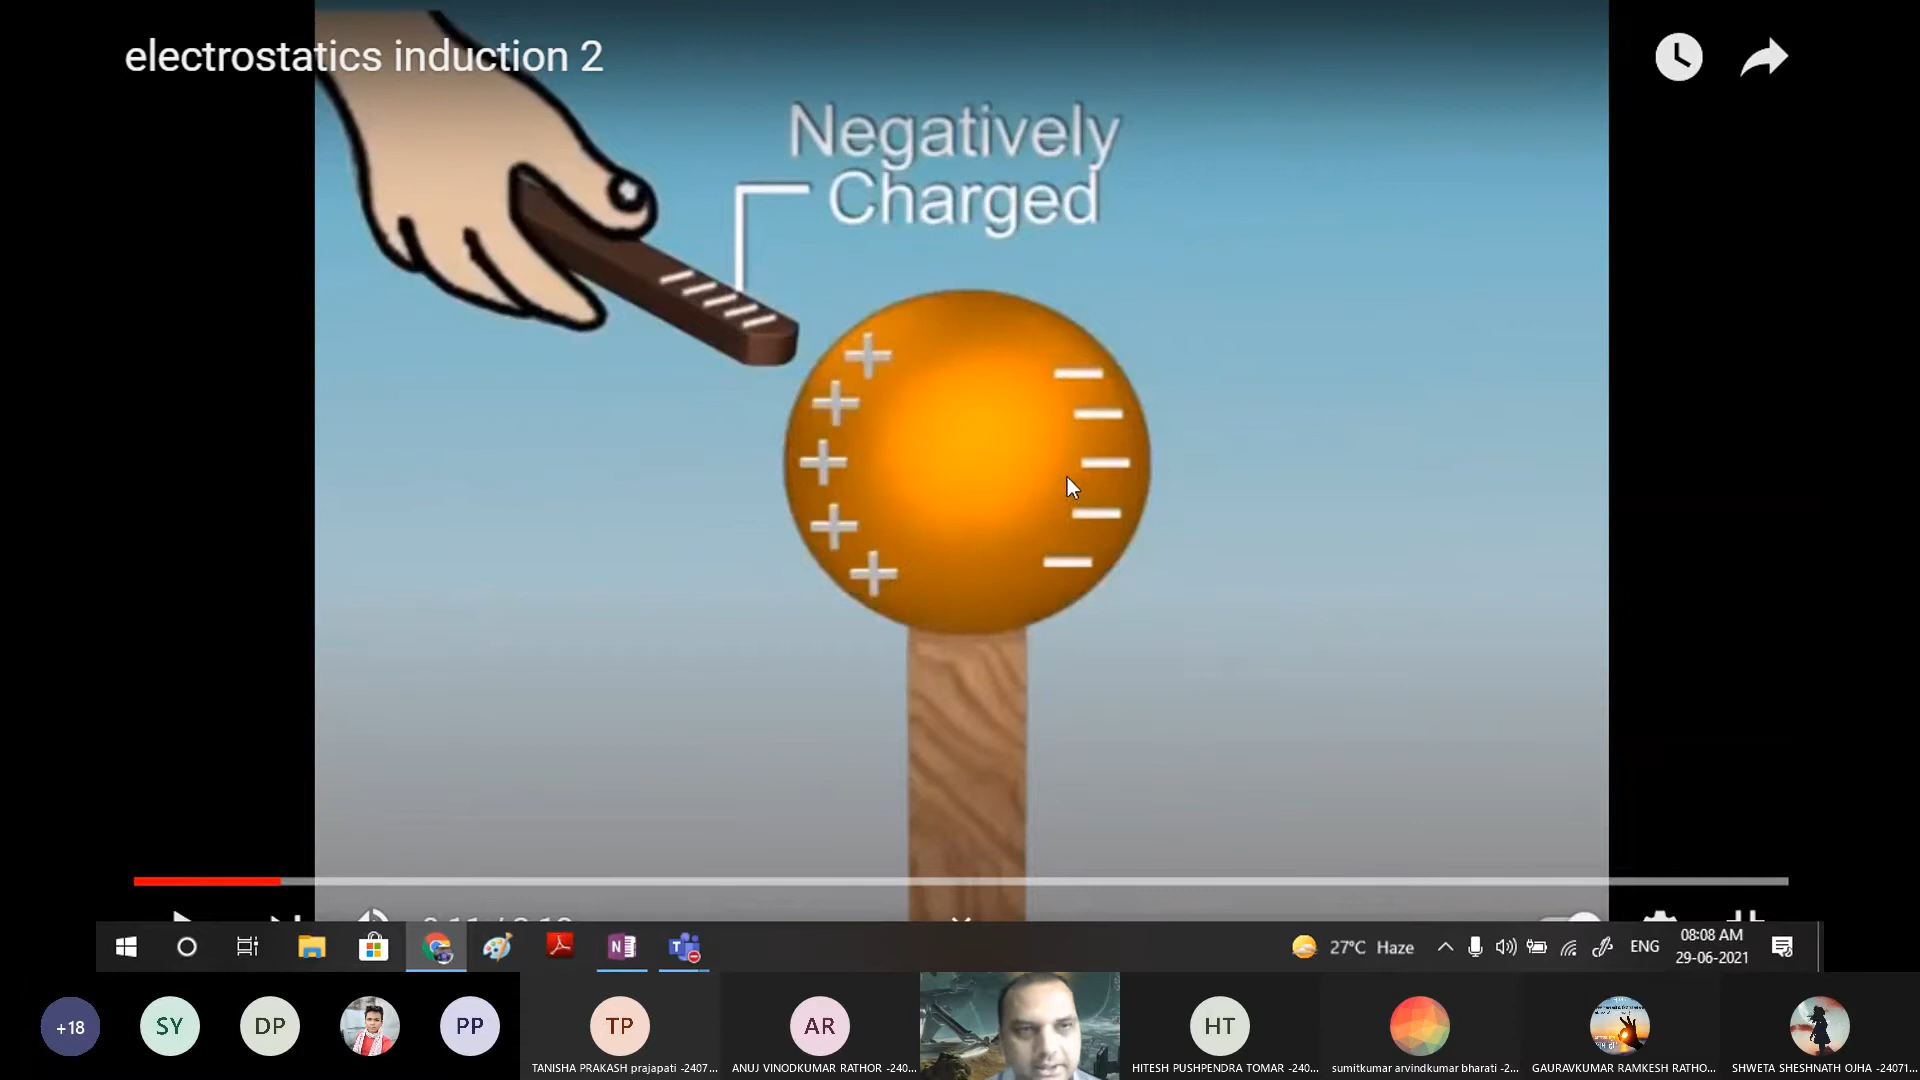 electrostatics induction 2
Negatively
Charged
27°C Haze
ENG
08:08 AM
29-06-2021
+18
SY
DP
PP
TP
AR
HT
TANISHA PRAKASH prajapati -2407...
ANUJ VINODKUMAR RATHOR -240...
HITESH PUSHPENDRA TOMAR -240...
sumitkumar arvindkumar bharati -2...
GAURAVKUMAR RAMKESH RATHO...
SHWETA SHESHNATH OJHA -24071...